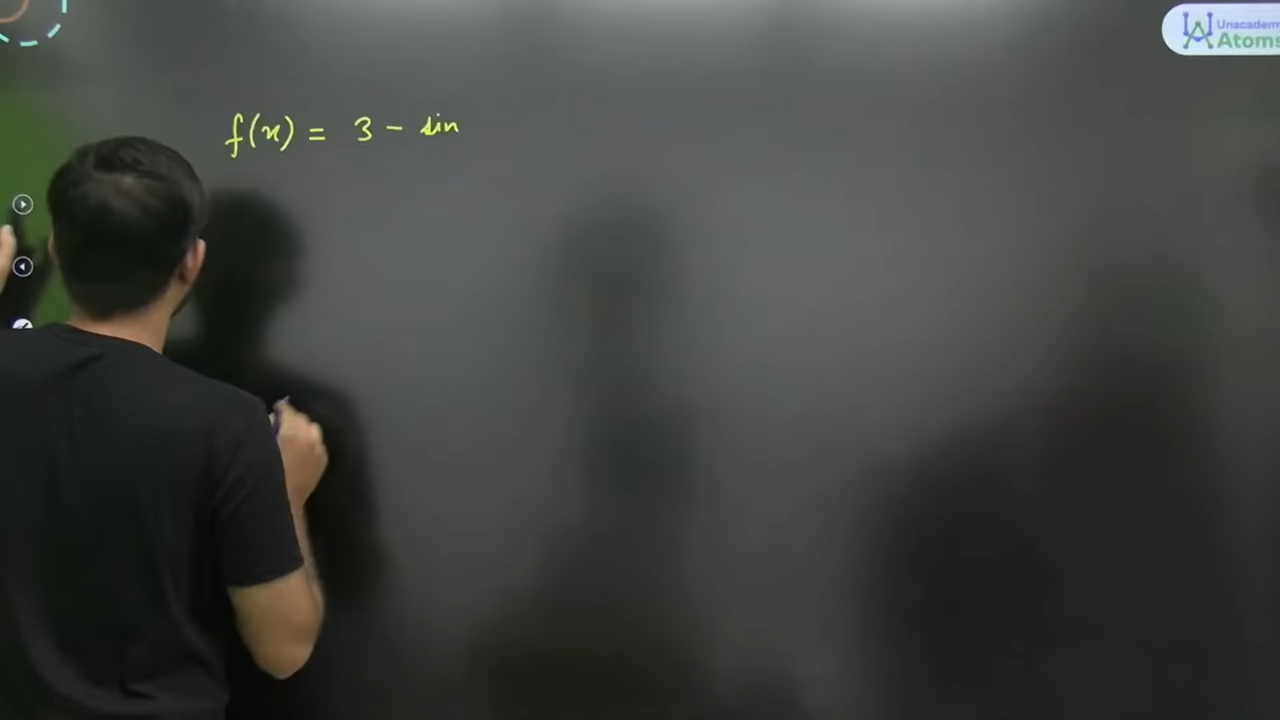 Unacademy
Atoms
f(x) = 3 - sin